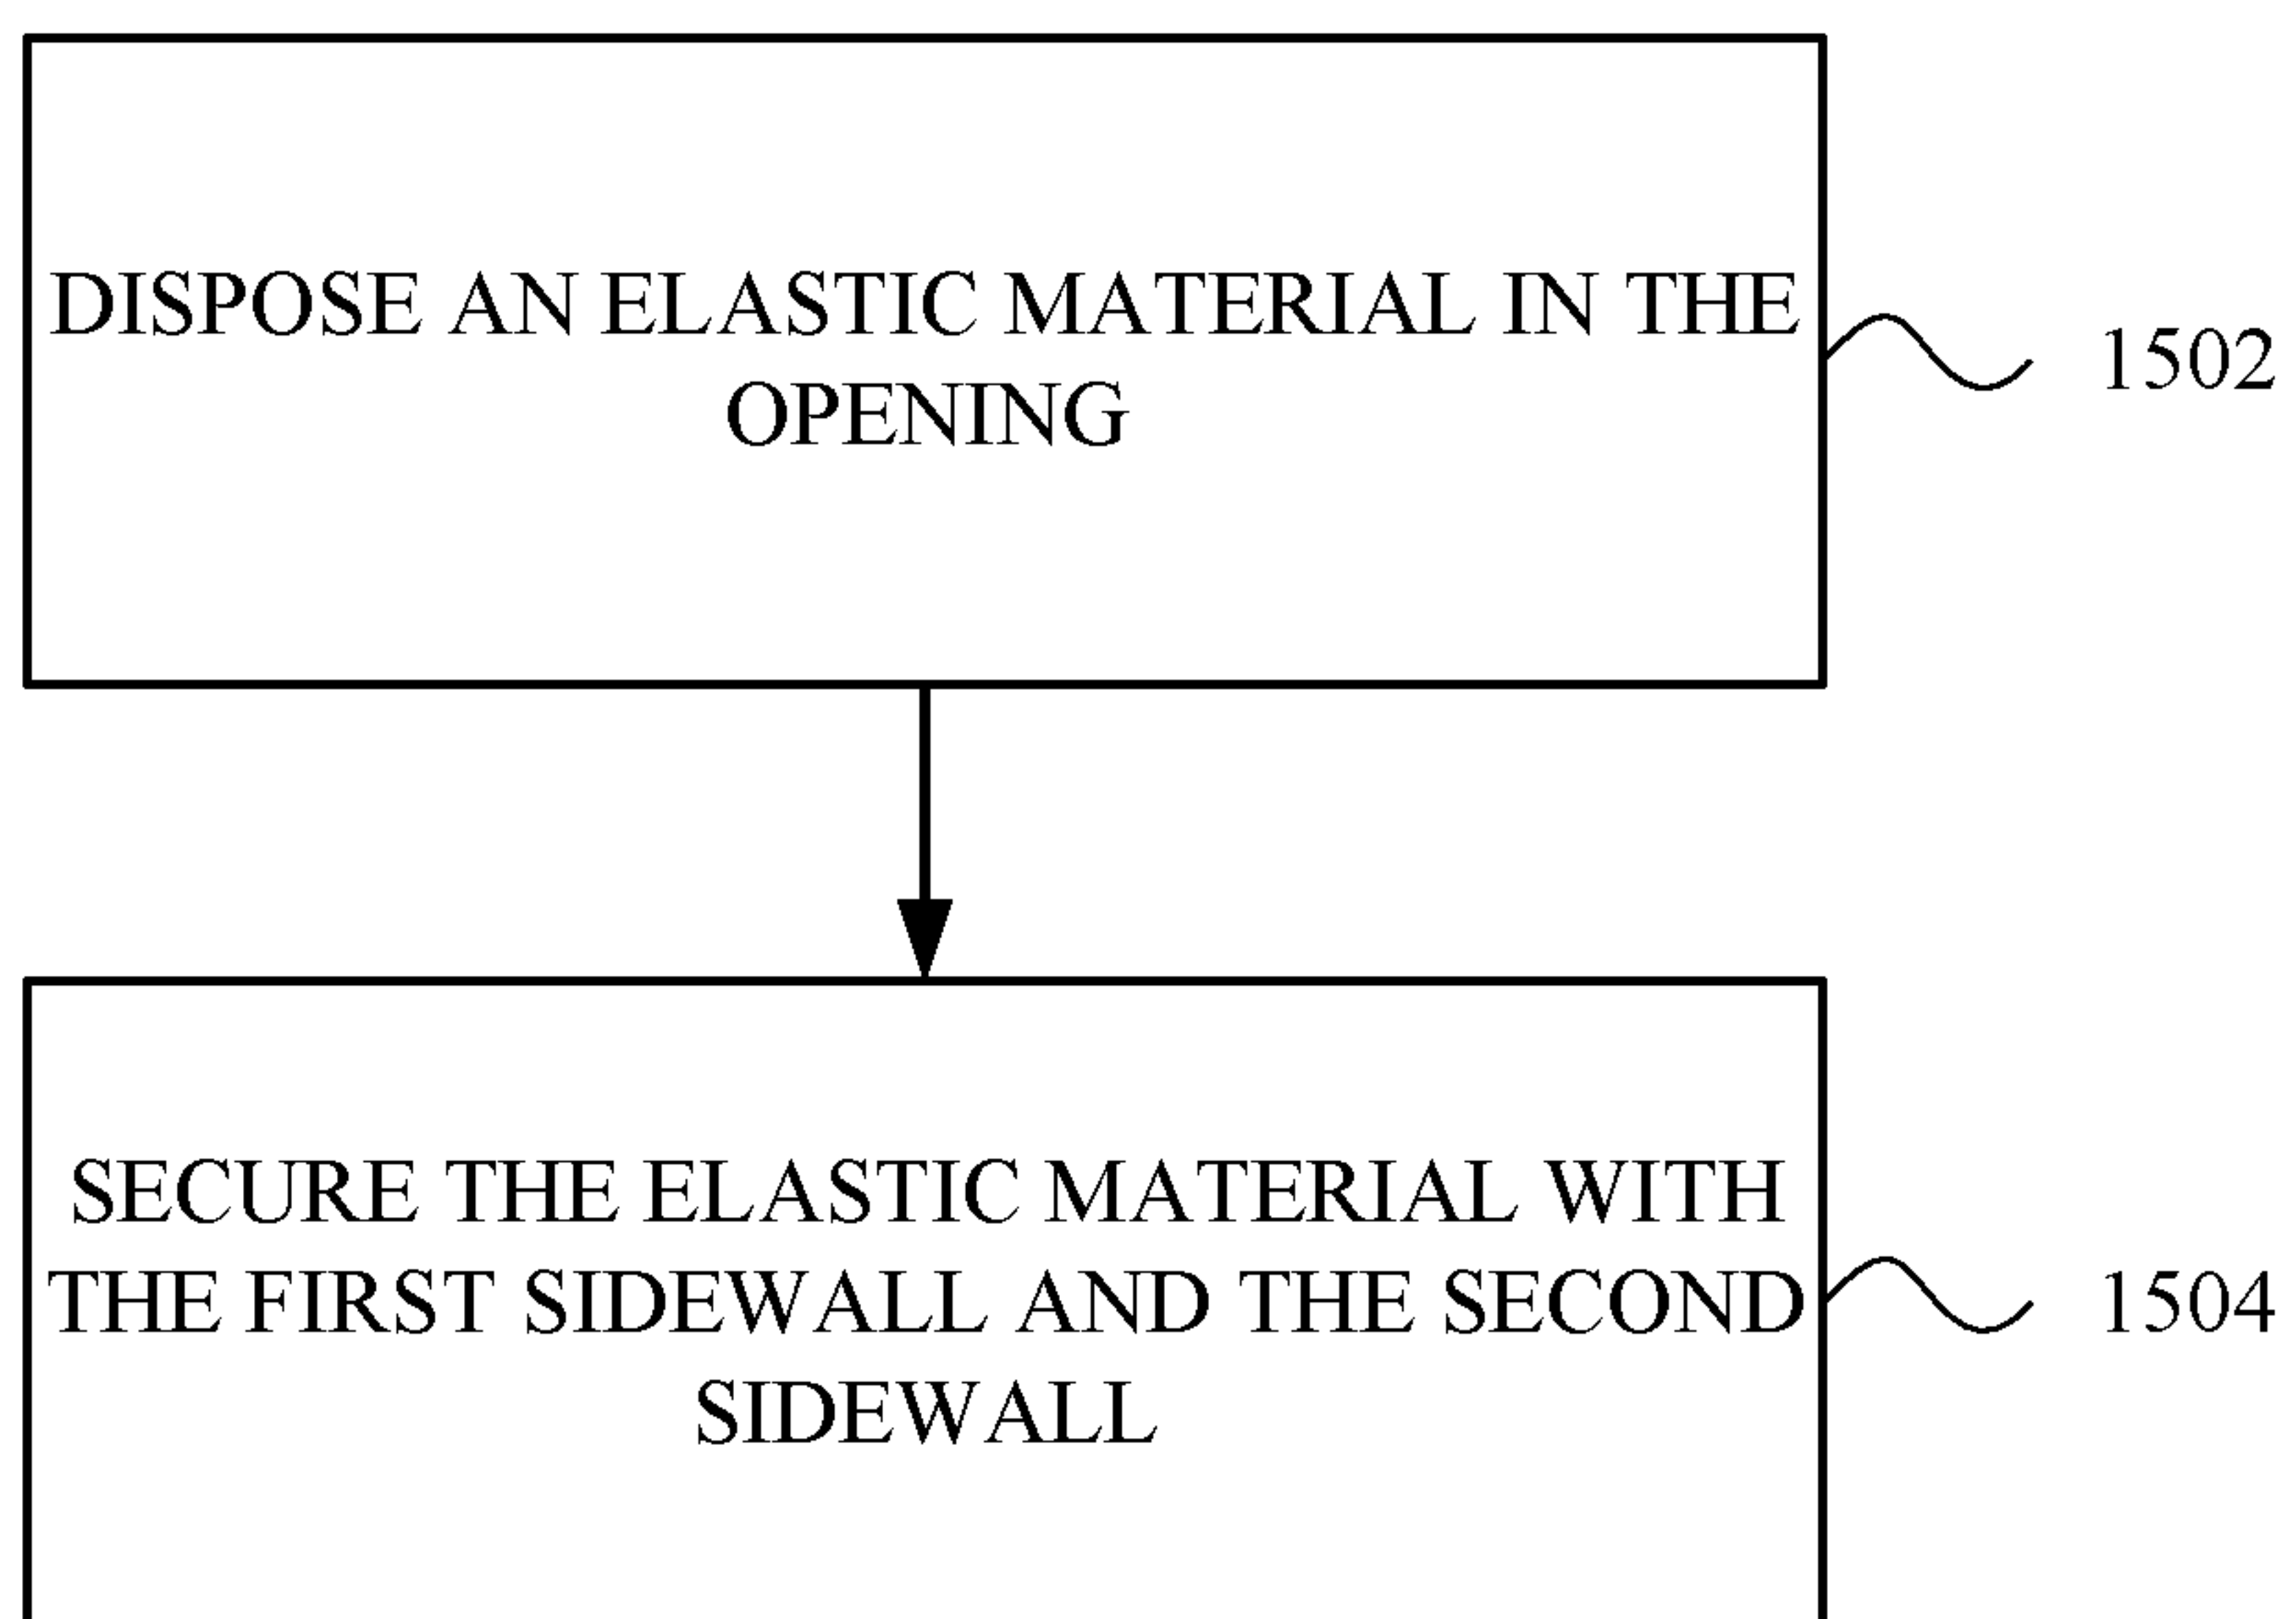 DISPOSE AN ELASTIC MATERIAL IN THE
OPENING
1502
SECURE THE ELASTIC MATERIAL WITH
THE FIRST SIDEWALL AND THE SECOND
SIDEWALL
1504